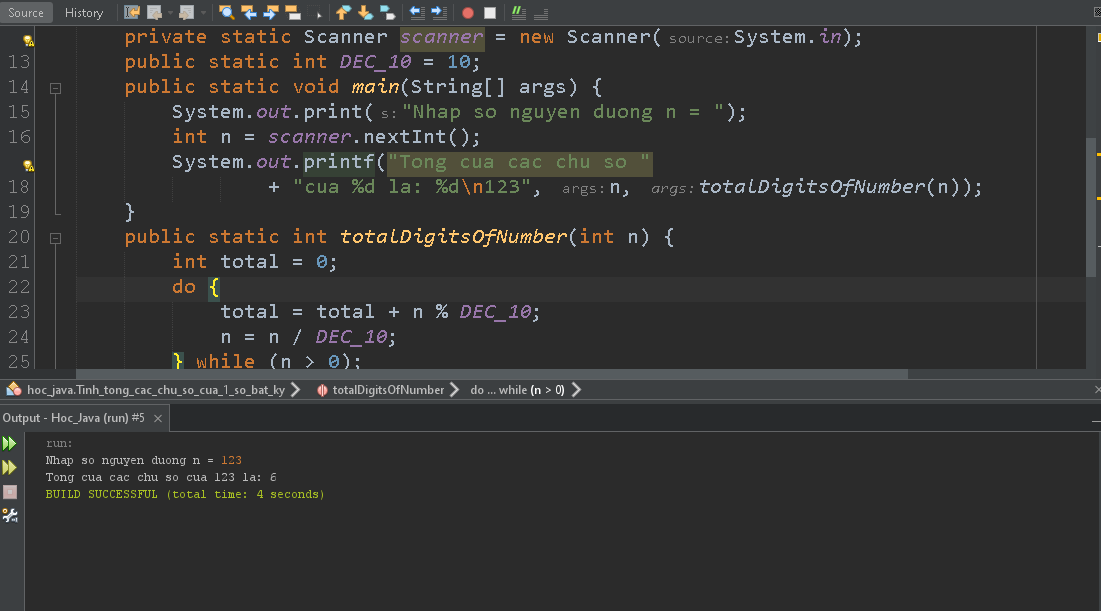 Source History
private static Scanner scanner = new Scanner( source: System.in);
13 public static int DEC_10 = 10;
14 public static void main(String[] args) {
15 System.out.print( s: "Nhap so nguyen duong n = ");
16 int n = scanner.nextInt();
System.out.printf("Tong cua cac chu so "
18 + "cua %d la: %d\n123", args: n, args: totalDigitsOfNumber(n));
19 }
20 public static int totalDigitsOfNumber(int n) {
21 int total = 0;
22 do {
23 total = total + n % DEC_10;
24 n = n / DEC_10;
25 } while (n > 0);
hoc_java.Tinh_tong_cac_chu_so_cua_1_so_bat_ky totalDigitsOfNumber do ... while (n > 0)
Output - Hoc_Java (run) #5
run:
Nhap so nguyen duong n = 123
Tong cua cac chu so cua 123 la: 6
BUILD SUCCESSFUL (total time: 4 seconds)